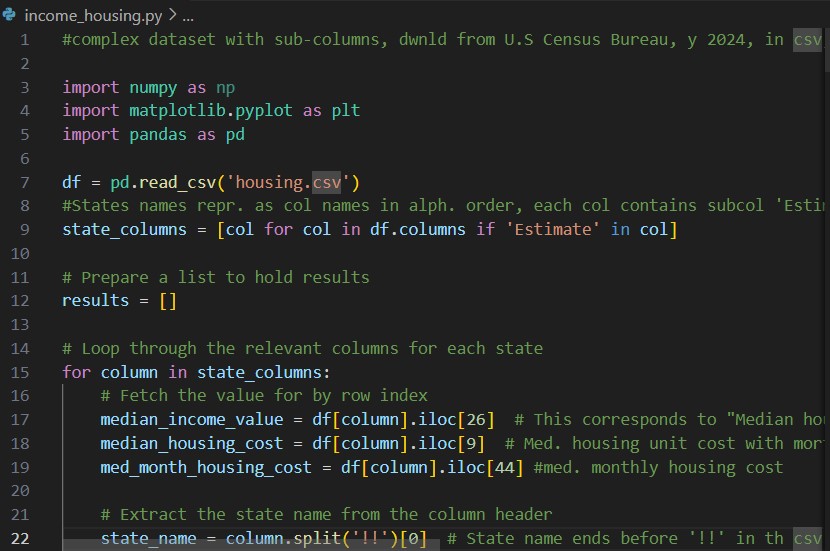 income_housing.py > ...
1 #complex dataset with sub-columns, dwnld from U.S Census Bureau, y 2024, in csv
2
3 import numpy as np
4 import matplotlib.pyplot as plt
5 import pandas as pd
6
7 df = pd.read_csv('housing.csv')
8 #States names repr. as col names in alph. order, each col contains subcol 'Esti
9 state_columns = [col for col in df.columns if 'Estimate' in col]
10
11 # Prepare a list to hold results
12 results = []
13
14 # Loop through the relevant columns for each state
15 for column in state_columns:
16 # Fetch the value for by row index
17 median_income_value = df[column].iloc[26] # This corresponds to "Median ho
18 median_housing_cost = df[column].iloc[9] # Med. housing unit cost with mor
19 med_month_housing_cost = df[column].iloc[44] #med. monthly housing cost
20
21 # Extract the state name from the column header
22 state_name = column.split('!!')[0] # State name ends before '!!' in th csv